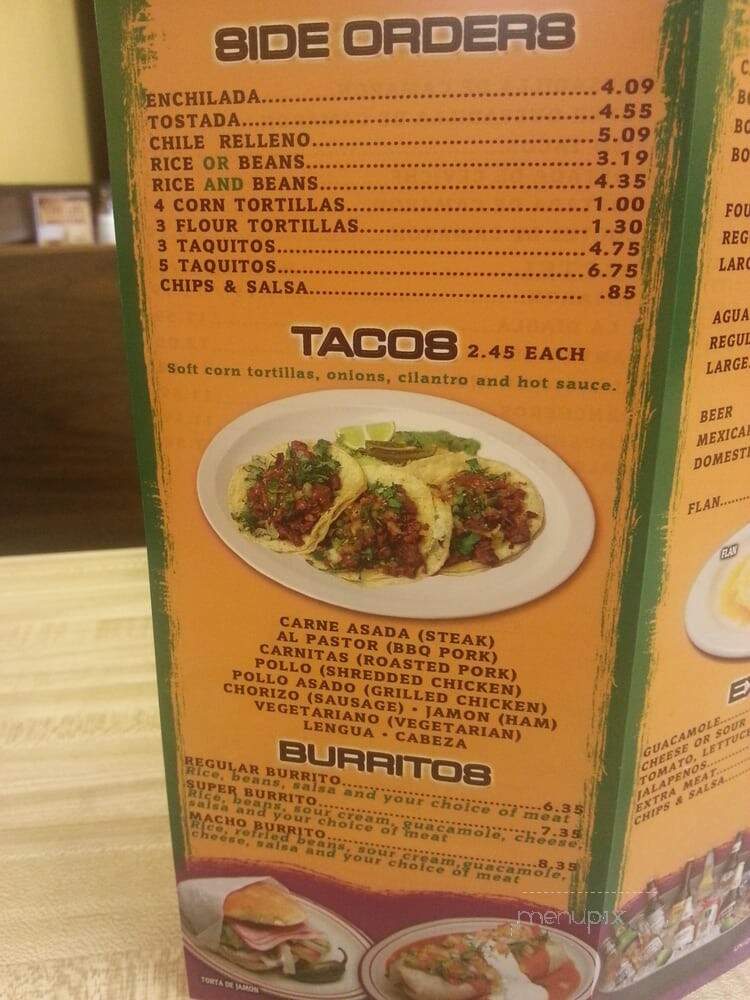 SIDE ORDERS
ENCHILADA....................................4.09
TOSTADA.......................................4.55
CHILE RELLENO...............................5.09
RICE OR BEANS................................3.19
RICE AND BEANS..............................4.35
4 CORN TORTILLAS...........................1.00
3 FLOUR TORTILLAS.........................1.30
3 TAQUITOS....................................4.75
5 TAQUITOS....................................6.75
CHIPS & SALSA............................... .85
TACOS 2.45 EACH
Soft corn tortillas, onions, cilantro and hot sauce.
CARNE ASADA (STEAK)
AL PASTOR (BBQ PORK)
CARNITAS (ROASTED PORK)
POLLO (SHREDDED CHICKEN)
POLLO ASADO (GRILLED CHICKEN)
CHORIZO (SAUSAGE) • JAMON (HAM)
VEGETARIANO (VEGETARIAN)
LENGUA • CABEZA
BURRITOS
REGULAR BURRITO..............................6.35
Rice, beans, salsa and your choice of meat
SUPER BURRITO.................................7.35
Rice, beans, sour cream, guacamole, cheese,
salsa and your choice of meat
MACHO BURRITO................................8.35
Rice, refried beans, sour cream, guacamole,
cheese, salsa and your choice of meat
TORTA DE JAMON
menupix
FOU
REG
LARG
AGUA
REGUL
LARGE
BEER
MEXICA
DOMEST
FLAN........
FLAN
EX
GUACAMOLE.....
CHEESE OR SOUR
TOMATO, LETTUCE
JALAPENOS.......
EXTRA MEAT.....
CHIPS & SALSA....